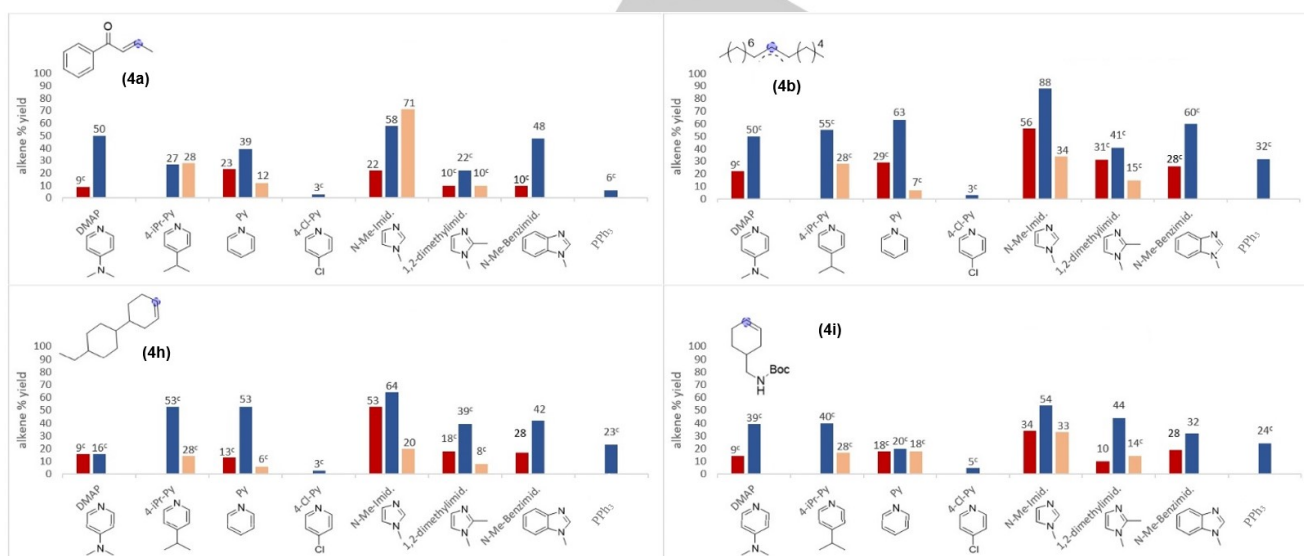 O
(4a)
alkene % yield
100
90
80
70
60
50
40
30
20
10
0
9ᶜ 50 27 28 23 39 12 3ᶜ 22 58 71 10ᶜ 22ᶜ 10ᶜ 10ᶜ 48 6ᶜ
DMAP
4-iPr-Py
Py
4-Cl-Py
N-Me-Imid.
1,2-dimethylimid.
N-Me-Benzimid.
PPh₃
N N N N N N N N N
N Cl N N N
6 4
(4b)
alkene % yield
100
90
80
70
60
50
40
30
20
10
0
9ᶜ 50ᶜ 55ᶜ 28ᶜ 29ᶜ 63 7ᶜ 3ᶜ 56 88 34 31ᶜ 41ᶜ 15ᶜ 28ᶜ 60ᶜ 32ᶜ
DMAP
4-iPr-Py
Py
4-Cl-Py
N-Me-Imid.
1,2-dimethylimid.
N-Me-Benzimid.
PPh₃
N N N N N N N
N Cl N N N
(4h)
alkene % yield
100
90
80
70
60
50
40
30
20
10
0
9ᶜ 16ᶜ 53ᶜ 28ᶜ 13ᶜ 53 6ᶜ 3ᶜ 53 64 20 18ᶜ 39ᶜ 8ᶜ 28 42 23ᶜ
DMAP
4-iPr-Py
Py
4-Cl-Py
N-Me-Imid.
1,2-dimethylimid.
N-Me-Benzimid.
PPh₃
N N N N N N N
N Cl N N N
(4i)
Boc
N
H
alkene % yield
100
90
80
70
60
50
40
30
20
10
0
9ᶜ 39ᶜ 40ᶜ 28ᶜ 18ᶜ 20ᶜ 18ᶜ 5ᶜ 34 54 33 10 44 14ᶜ 28 32 24ᶜ
DMAP
4-iPr-Py
Py
4-Cl-Py
N-Me-Imid.
1,2-dimethylimid.
N-Me-Benzimid.
PPh₃
N N N N N N N
N Cl N N N